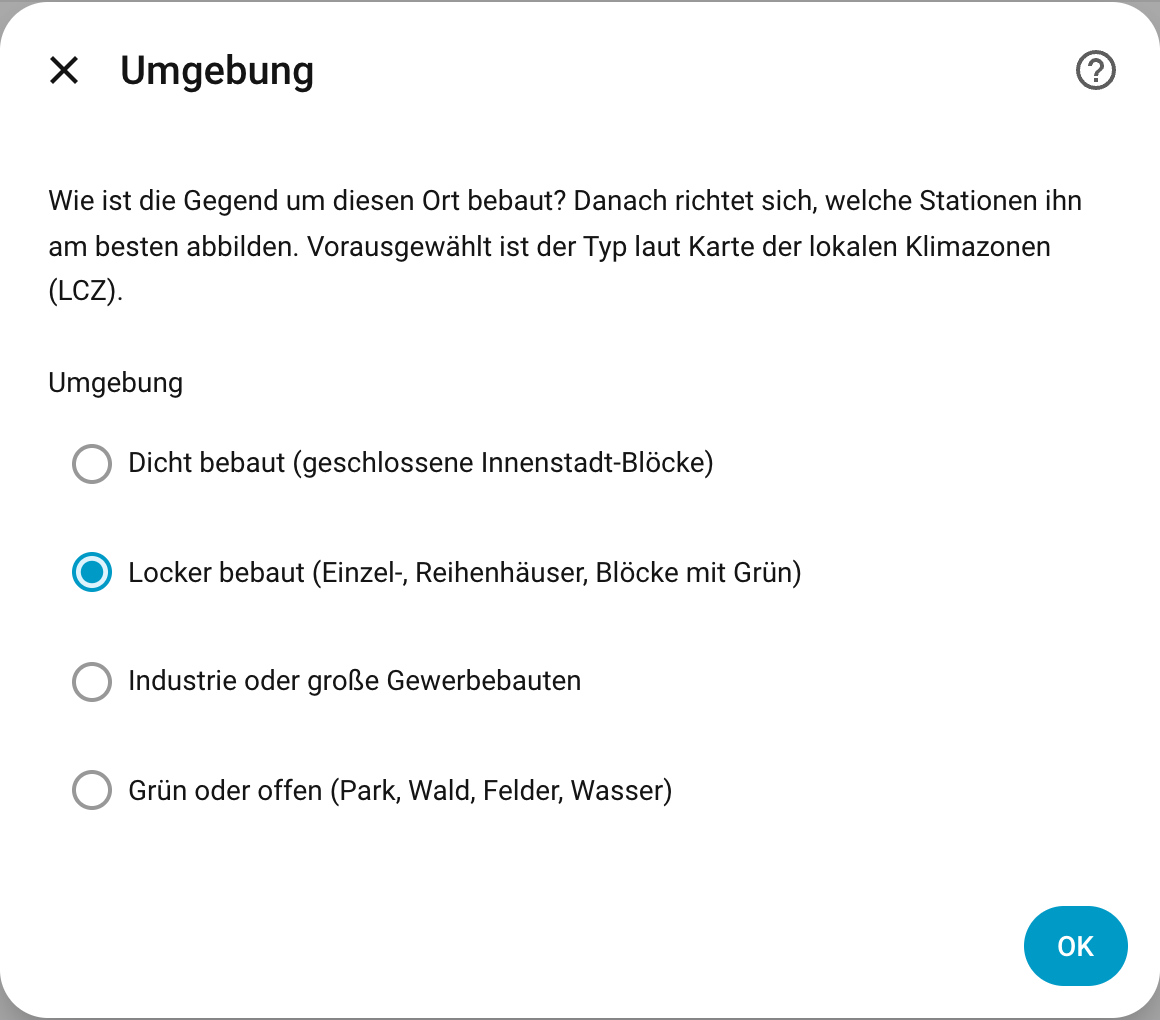 Umgebung
Wie ist die Gegend um diesen Ort bebaut? Danach richtet sich, welche Stationen ihn
am besten abbilden. Vorausgewählt ist der Typ laut Karte der lokalen Klimazonen
(LCZ).
Umgebung
Dicht bebaut (geschlossene Innenstadt-Blöcke)
Locker bebaut (Einzel-, Reihenhäuser, Blöcke mit Grün)
Industrie oder große Gewerbebauten
Grün oder offen (Park, Wald, Felder, Wasser)
OK